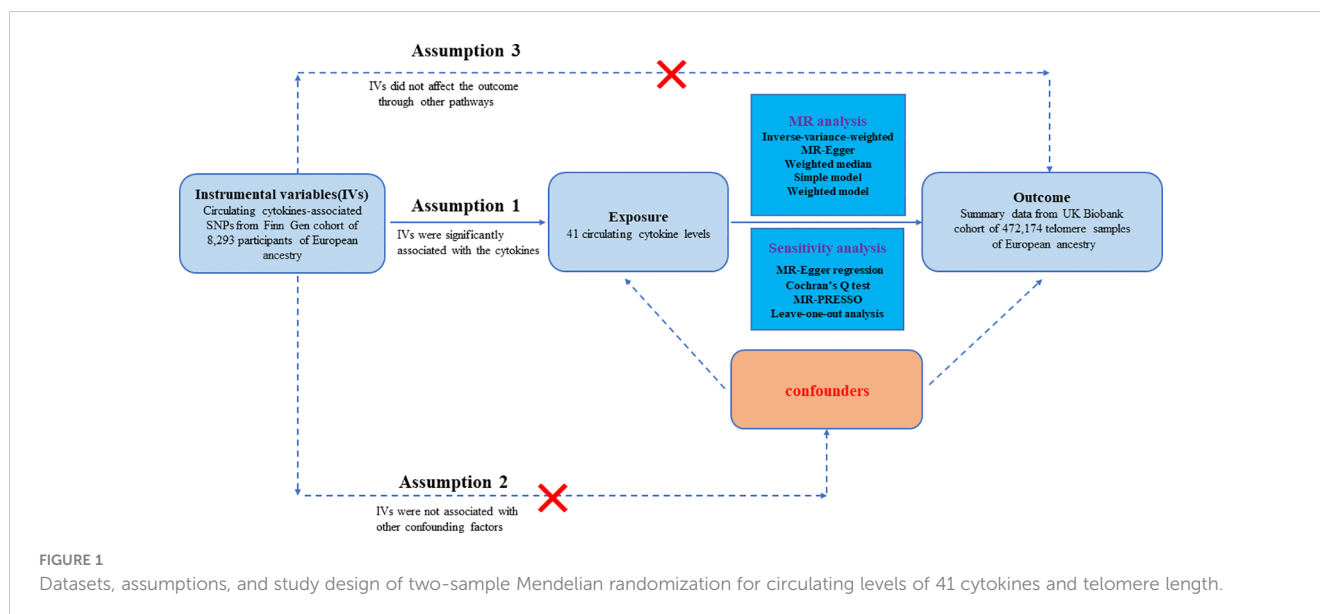 Assumption 3
IVs did not affect the outcome
through other pathways
MR analysis
Inverse-variance-weighted
MR-Egger
Weighted median
Simple model
Weighted model
Instrumental variables(IVs)
Circulating cytokines-associated
SNPs from Finn Gen cohort of
8,293 participants of European
ancestry
Assumption 1
IVs were significantly
associated with the cytokines
Exposure
41 circulating cytokine levels
Outcome
Summary data from UK Biobank
cohort of 472,174 telomere samples
of European ancestry
Sensitivity analysis
MR-Egger regression
Cochran's Q test
MR-PRESSO
Leave-one-out analysis
confounders
Assumption 2
IVs were not associated with
other confounding factors
FIGURE 1
Datasets, assumptions, and study design of two-sample Mendelian randomization for circulating levels of 41 cytokines and telomere length.